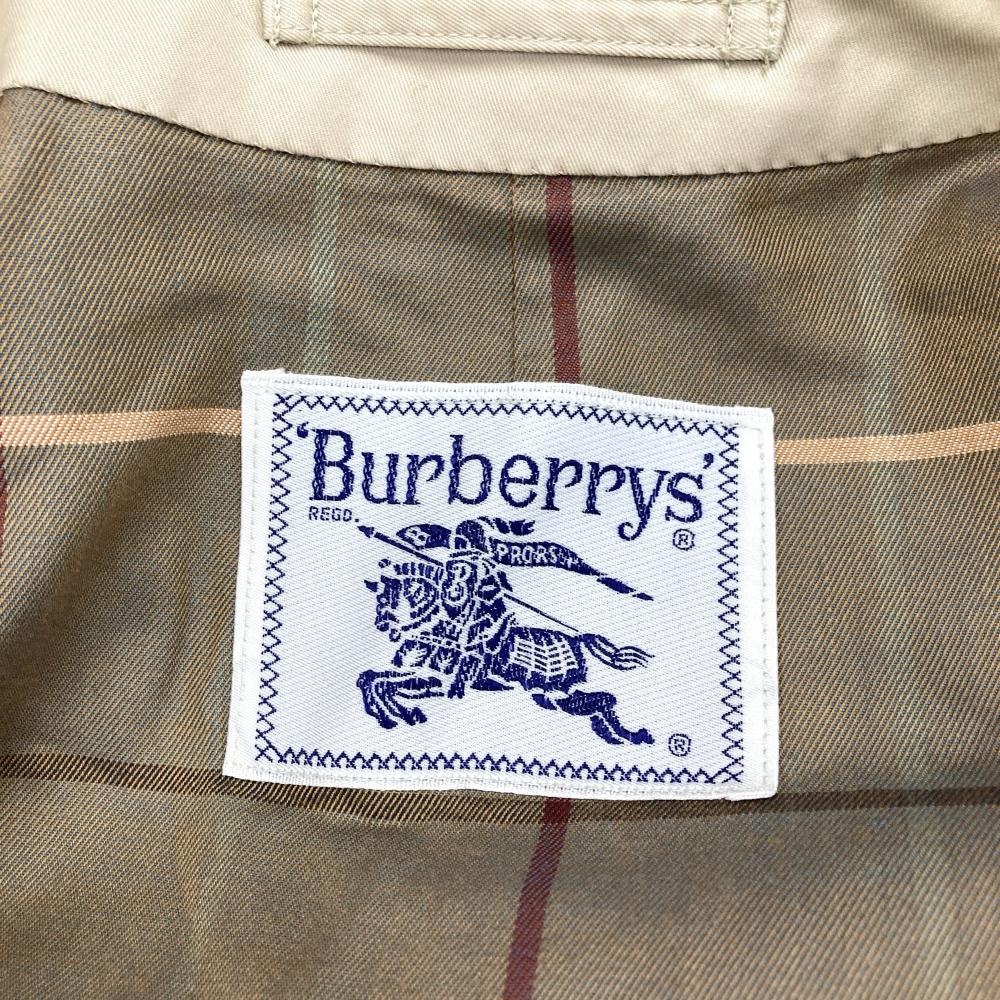 'Burberrys'
REGD.
®
B PRORSUM
B
®